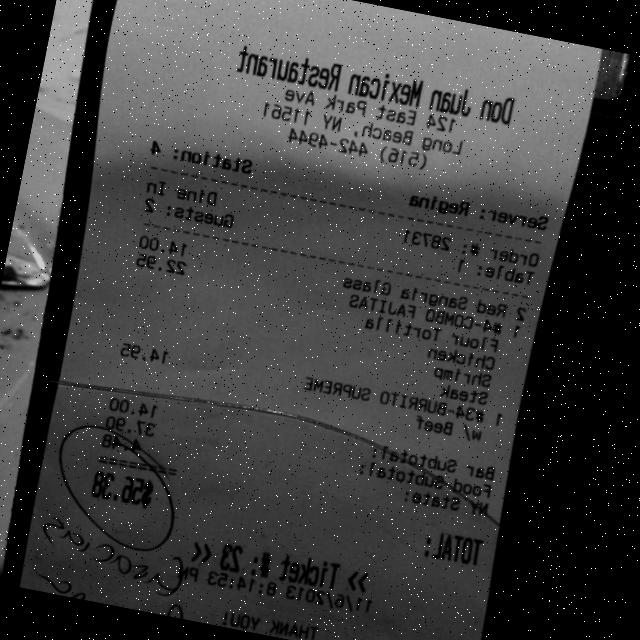 Don Juan Mexican Restaurant
124 East Park Ave
Long Beach, NY 11561
(516) 442-4944
Server: Regina Station: 4
Order #: 29731 Dine In
Table: 1 Guests: 2
2 Red Sangria Glass 14.00
1 #4 COMBO FAJITAS 22.95
Flour Tortilla
Chicken
Shrimp
Steak
1 #34 BURRITO SUPREME 14.95
w/ Beef
Bar Subtotal: 14.00
Food Subtotal: 37.90
NY State: 4.48
TOTAL: $56.38
>> Ticket #: 23 <<
11/6/2013 8:14:53 PM
THANK YOU!